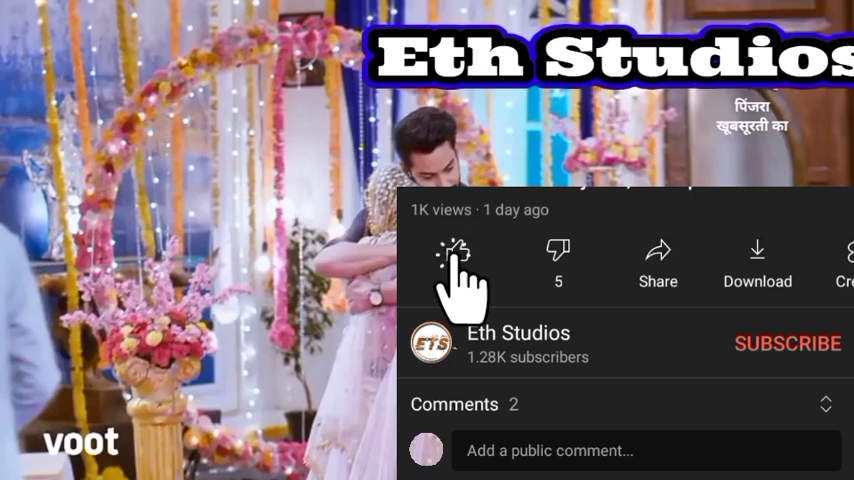 Eth Studios
पिंजरा
खूबसूरती का
1K views · 1 day ago
5
Share
Download
ETS
Eth Studios
1.28K subscribers
SUBSCRIBE
Comments 2
Add a public comment...
voot